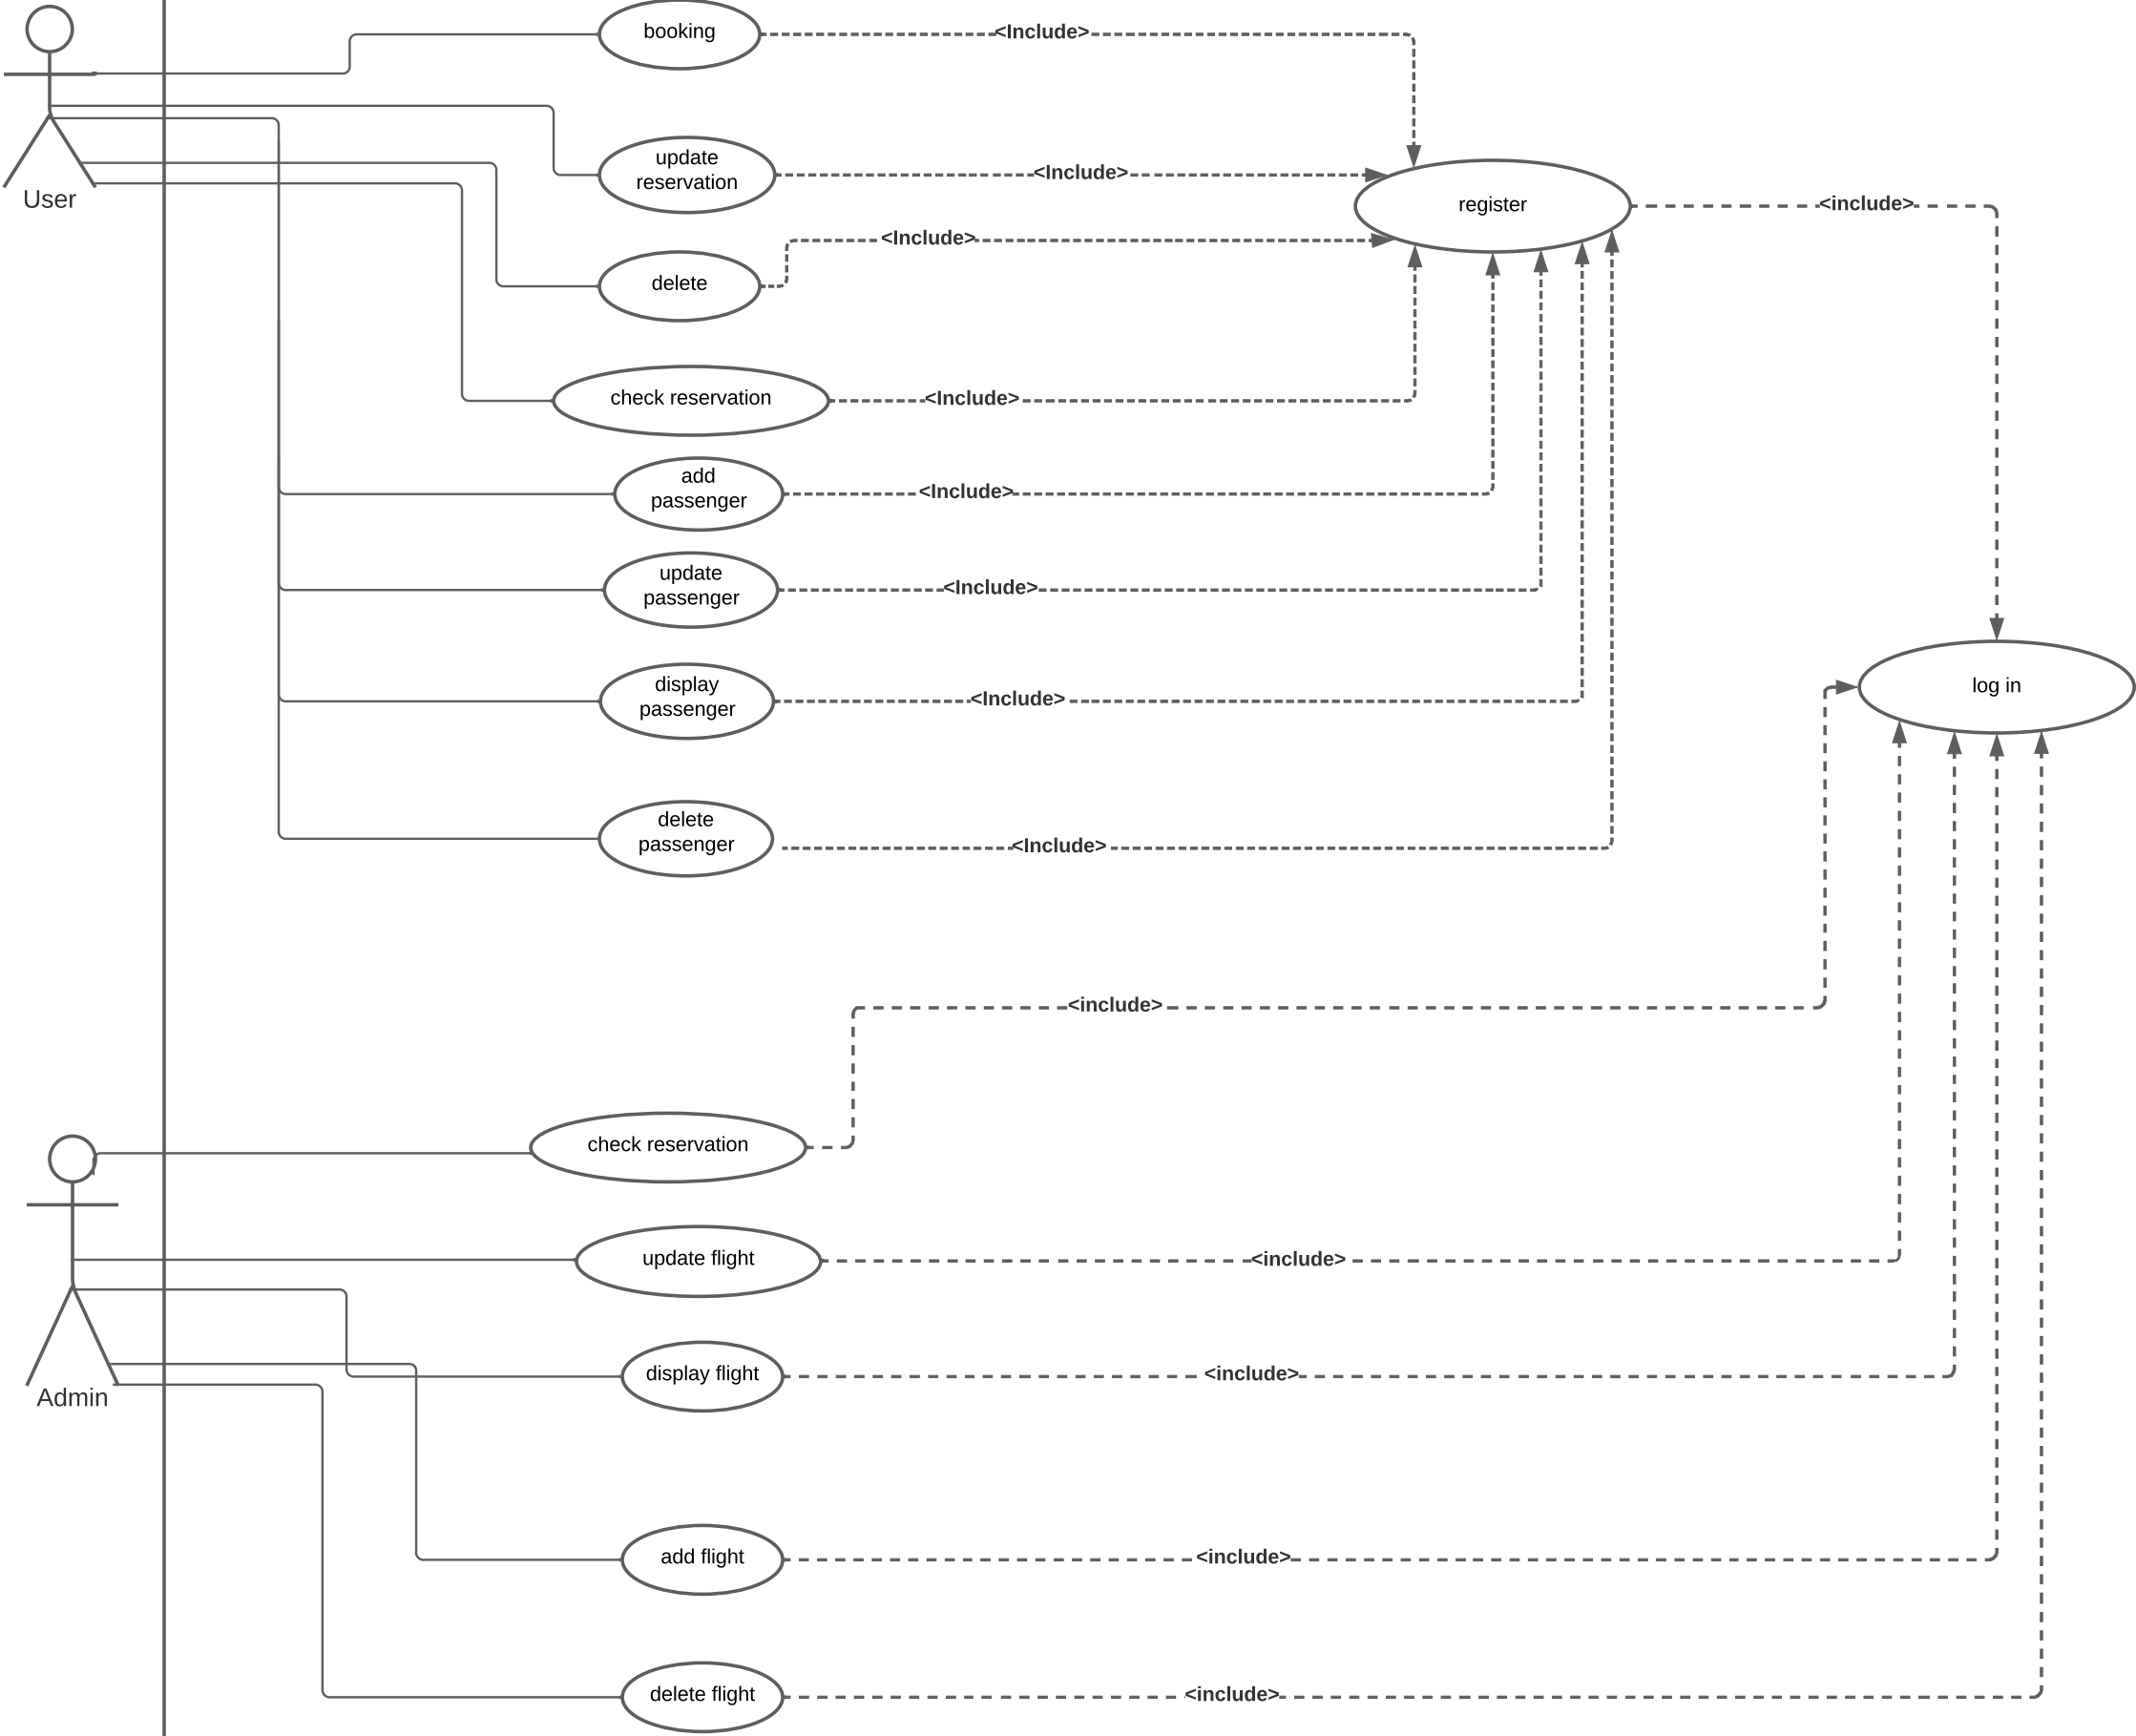 booking
<Include>
update
reservation
<Include>
register
<include>
User
delete
<Include>
check reservation
<Include>
add
passenger
<Include>
update
passenger
<Include>
display
passenger
<Include>
log in
delete
passenger
<Include>
<include>
check reservation
update flight
<include>
display flight
<include>
Admin
add flight
<include>
delete flight
<include>